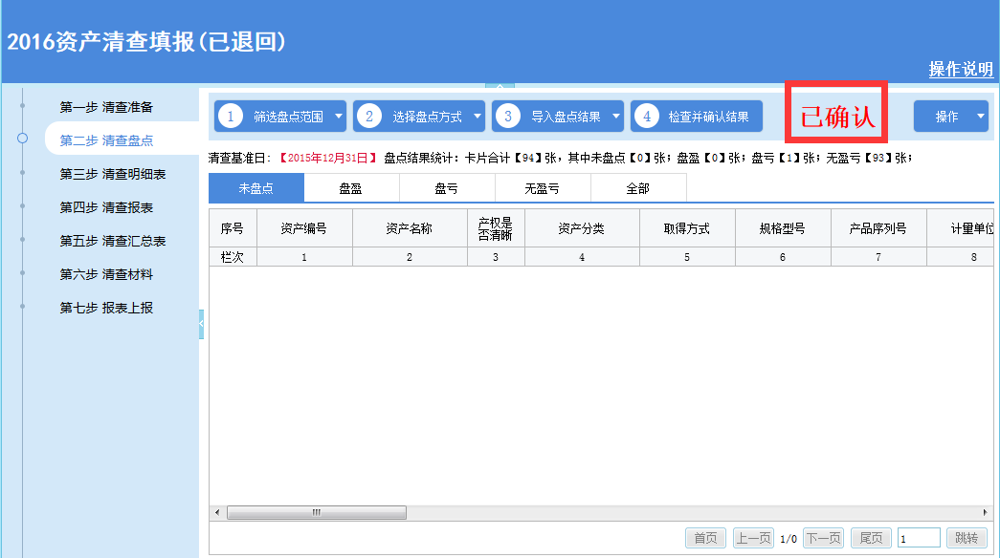 2016资产清查填报(已退回)
操作说明
第一步 清查准备
第二步 清查盘点
第三步 清查明细表
第四步 清查报表
第五步 清查汇总表
第六步 清查材料
第七步 报表上报
1 筛选盘点范围 2 选择盘点方式 3 导入盘点结果 4 检查并确认结果 已确认 操作
清查基准日：【2015年12月31日】 盘点结果统计：卡片合计【94】张，其中未盘点【0】张；盘盈【0】张；盘亏【1】张；无盈亏【93】张；
未盘点 盘盈 盘亏 无盈亏 全部
序号 资产编号 资产名称 产权是否清晰 资产分类 取得方式 规格型号 产品序列号 计量单位
栏次 1 2 3 4 5 6 7 8
首页 上一页 1/0 下一页 尾页 1 跳转